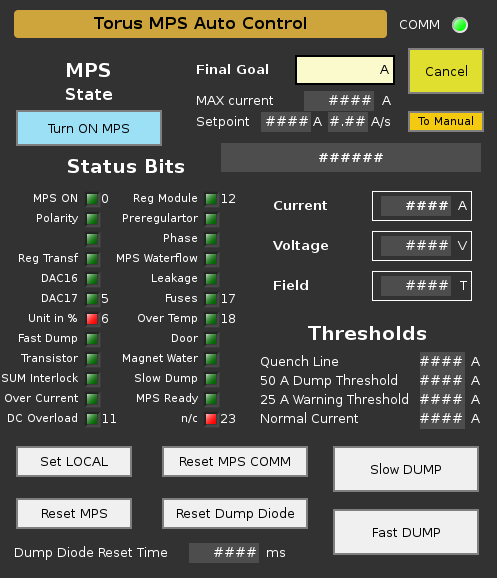 Torus MPS Auto Control
COMM
MPS
State
Turn ON MPS
Final Goal A
Cancel
MAX current #### A
Setpoint #### A #.## A/s
To Manual
######
Status Bits
MPS ON 0 Reg Module 12
Polarity Preregulartor
Phase
Reg Transf MPS Waterflow
DAC16 Leakage
DAC17 5 Fuses 17
Unit in % 6 Over Temp 18
Fast Dump Door
Transistor Magnet Water
SUM Interlock Slow Dump
Over Current MPS Ready
DC Overload 11 n/c 23
Current #### A
Voltage #### V
Field #### T
Thresholds
Quench Line #### A
50 A Dump Threshold #### A
25 A Warning Threshold #### A
Normal Current #### A
Set LOCAL
Reset MPS COMM
Slow DUMP
Reset MPS
Reset Dump Diode
Fast DUMP
Dump Diode Reset Time #### ms